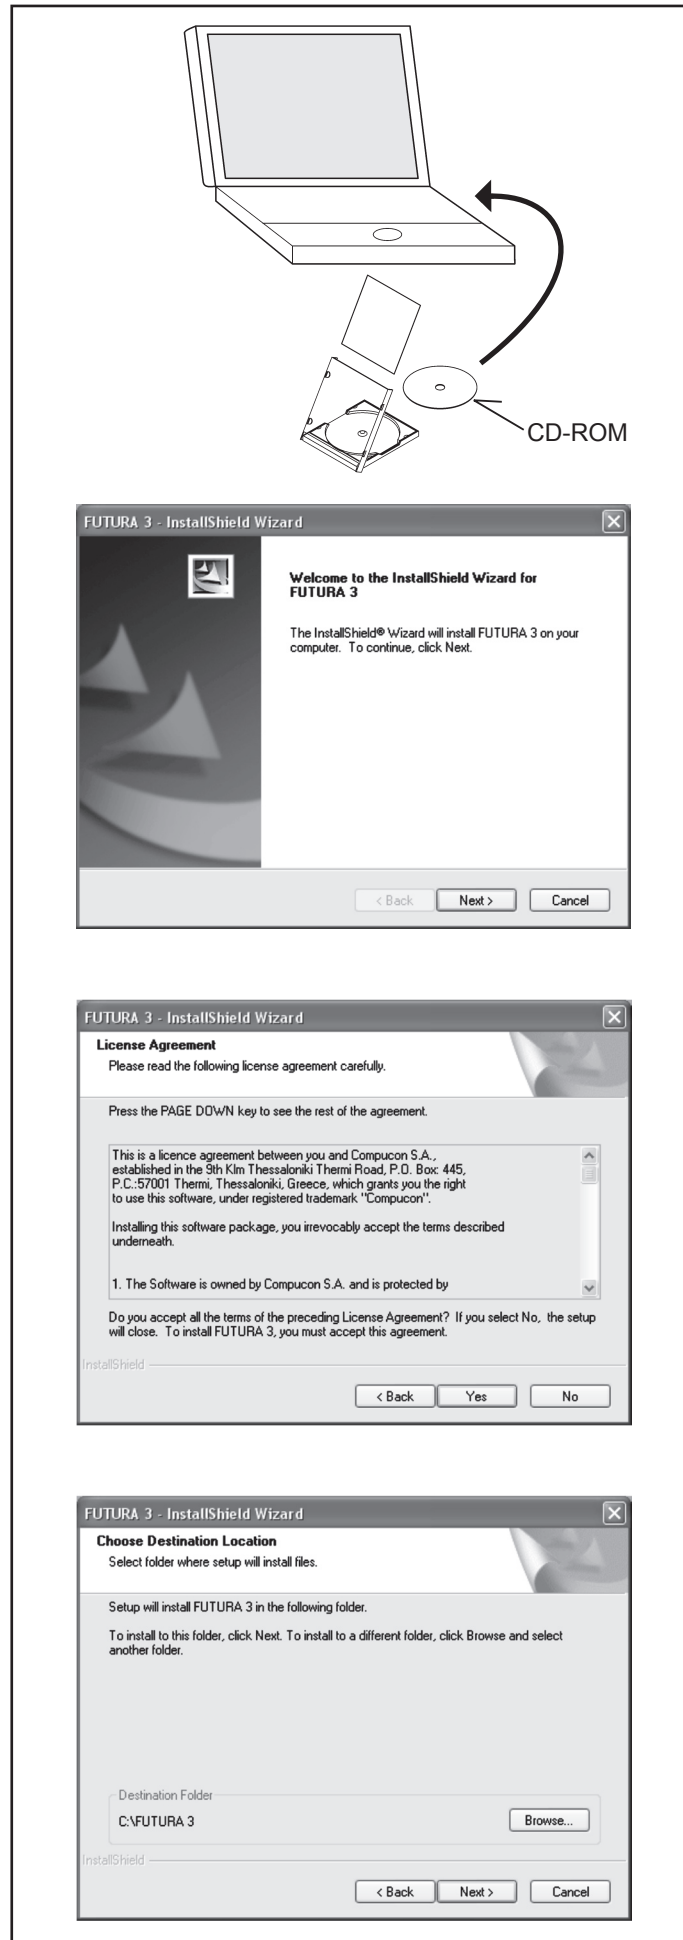 CD-ROM
FUTURA 3 - InstallShield Wizard
Welcome to the InstallShield Wizard for
FUTURA 3
The InstallShield® Wizard will install FUTURA 3 on your
computer. To continue, click Next.
< Back Next > Cancel
FUTURA 3 - InstallShield Wizard
License Agreement
Please read the following license agreement carefully.
Press the PAGE DOWN key to see the rest of the agreement.
This is a licence agreement between you and Compucon S.A.,
established in the 9th Klm Thessaloniki Thermi Road, P.O. Box: 445,
P.C.:57001 Thermi, Thessaloniki, Greece, which grants you the right
to use this software, under registered trademark ''Compucon''.
Installing this software package, you irrevocably accept the terms described
underneath.
1. The Software is owned by Compucon S.A. and is protected by
Do you accept all the terms of the preceding License Agreement? If you select No, the setup
will close. To install FUTURA 3, you must accept this agreement.
InstallShield
< Back Yes No
FUTURA 3 - InstallShield Wizard
Choose Destination Location
Select folder where setup will install files.
Setup will install FUTURA 3 in the following folder.
To install to this folder, click Next. To install to a different folder, click Browse and select
another folder.
Destination Folder
C:\FUTURA 3 Browse...
InstallShield
< Back Next > Cancel